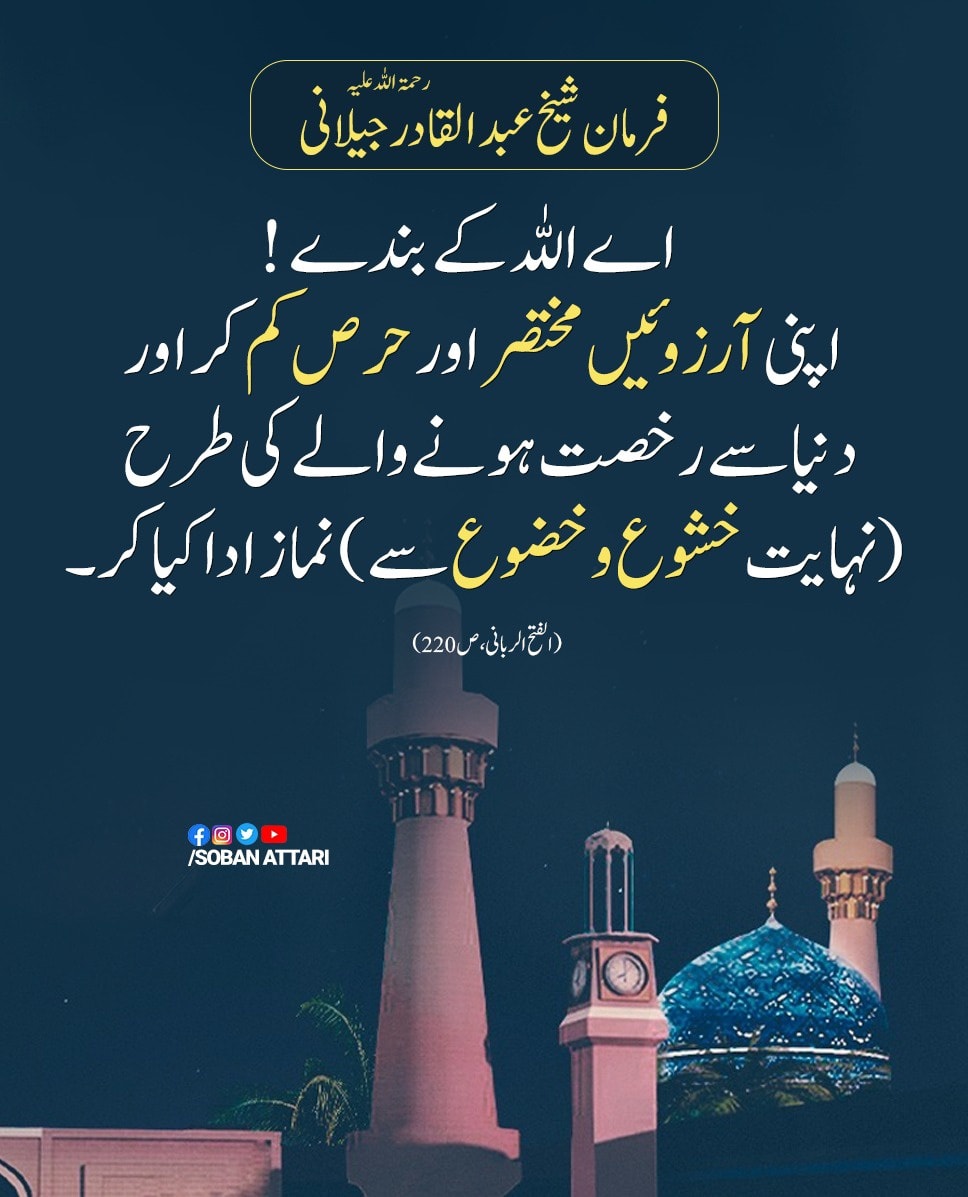 فرمان شیخ عبد القادر جیلانی رحمۃ اللہ علیہ
اے اللہ کے بندے !
اپنی آرزوئیں مختصر اور حرص کم کر اور
دنیا سے رخصت ہونے والے کی طرح
(نہایت خشوع و خضوع سے) نماز ادا کیا کر۔
(الفتح الربانی، ص220)
/SOBAN ATTARI